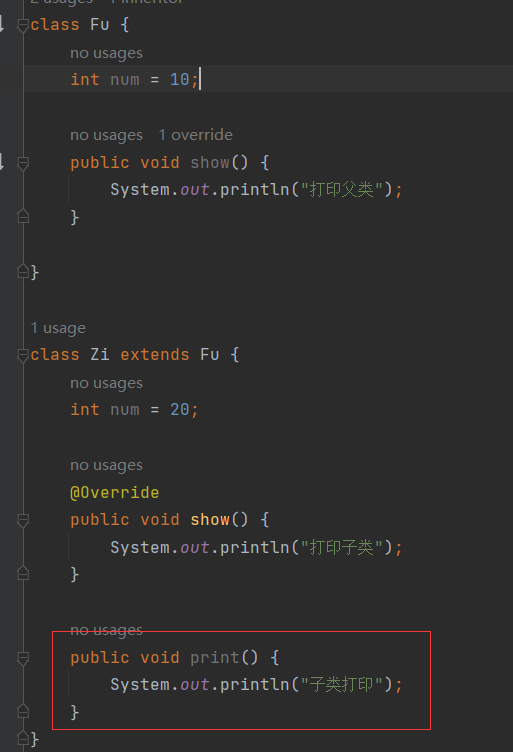 2 usages 1 inheritor
class Fu {
no usages
int num = 10;
no usages 1 override
public void show() {
System.out.println("打印父类");
}
}
1 usage
class Zi extends Fu {
no usages
int num = 20;
no usages
@Override
public void show() {
System.out.println("打印子类");
}
no usages
public void print() {
System.out.println("子类打印");
}
}